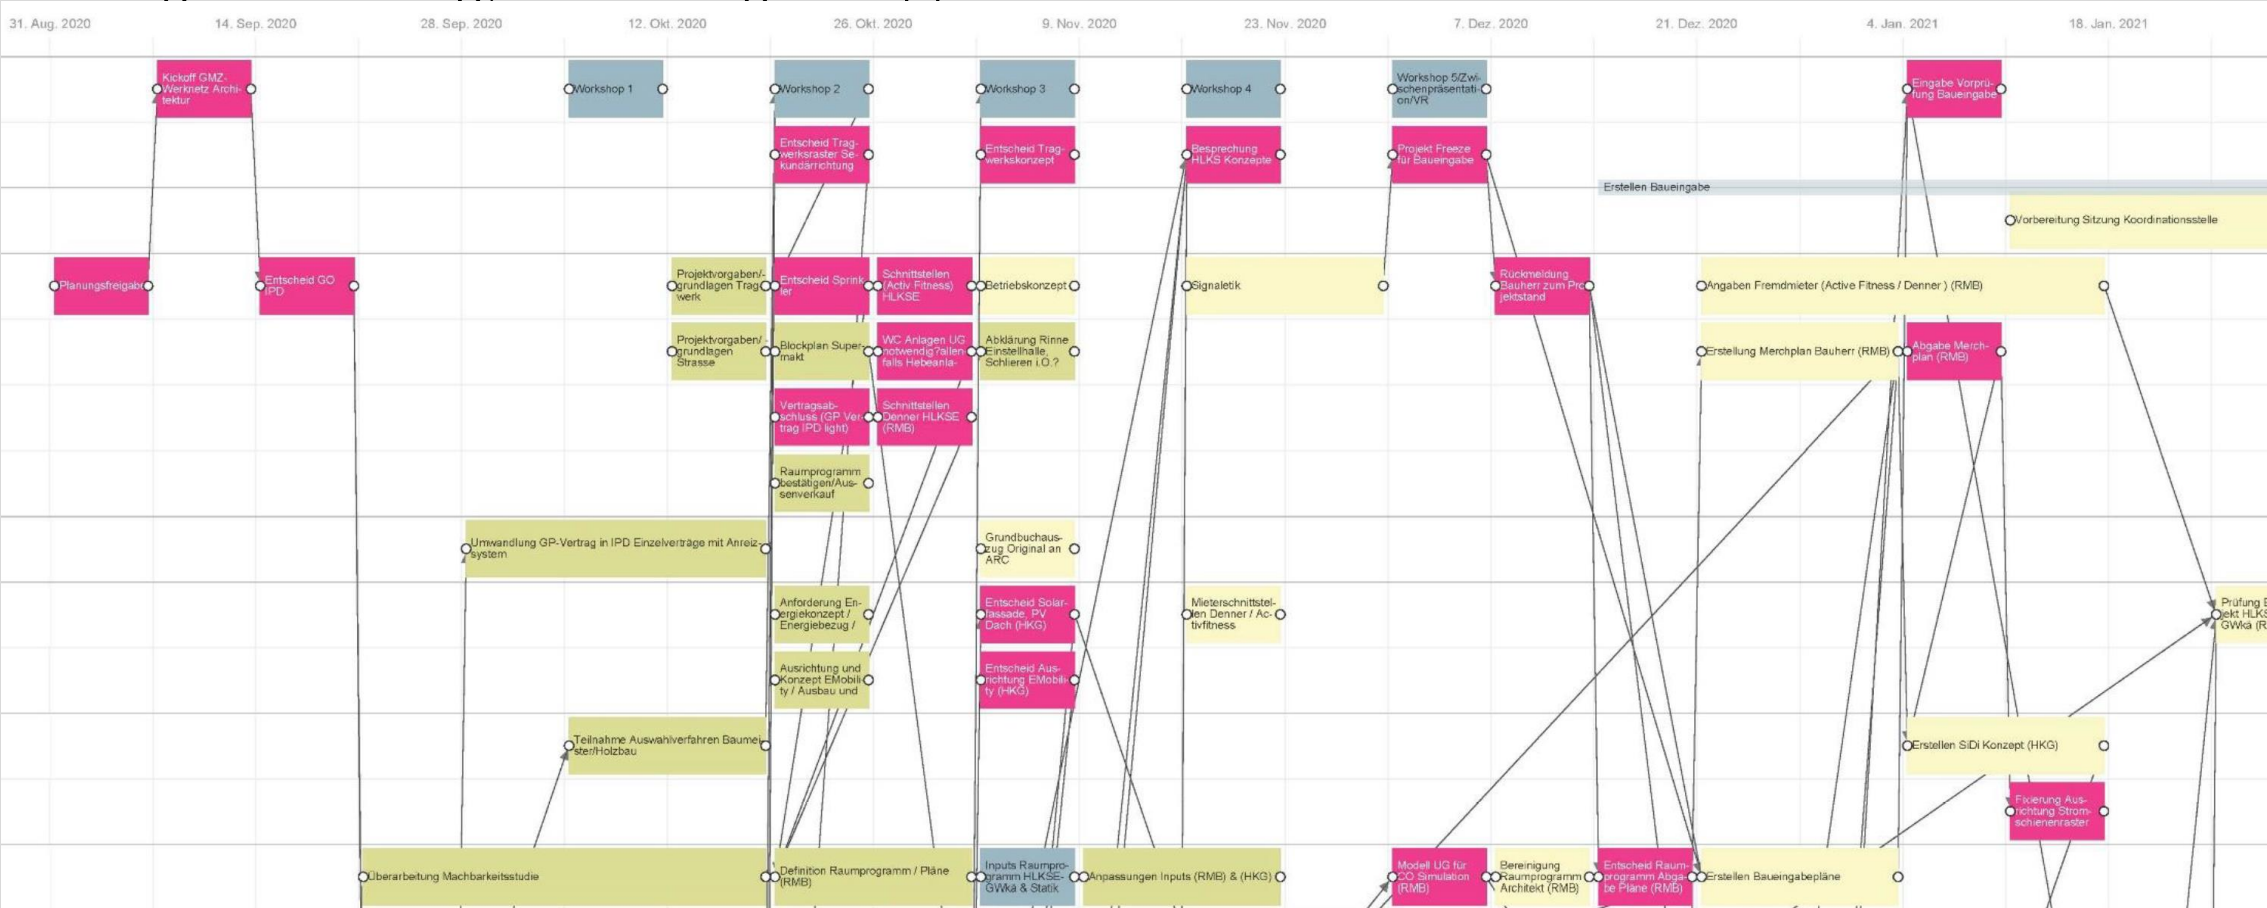 31. Aug. 2020
14. Sep. 2020
28. Sep. 2020
12. Okt. 2020
26. Okt. 2020
9. Nov. 2020
23. Nov. 2020
7. Dez. 2020
21. Dez. 2020
4. Jan. 2021
18. Jan. 2021
Kickoff GMZ-
Werknetz Archi-
tektur
Workshop 1
Workshop 2
Workshop 3
Workshop 4
Workshop 5/Zwi-
schenpräsentati-
on/VR
Eingabe Vorprü-
fung Baueingabe
Entscheid Trag-
werksraster Se-
kundärrichtung
Entscheid Trag-
werkskonzept
Besprechung
HLKS Konzepte
Projekt Freeze
für Baueingabe
Erstellen Baueingabe
Vorbereitung Sitzung Koordinationsstelle
Planungsfreigabe
Entscheid GO
IPD
Projektvorgaben/-
grundlagen Trag-
werk
Entscheid Sprink-
ler
Schnittstellen
(Activ Fitness)
HLKSE
Betriebskonzept
Signaletik
Rückmeldung
Bauherr zum Pro-
jektstand
Angaben Fremdmieter (Active Fitness / Denner ) (RMB)
Projektvorgaben/-
grundlagen
Strasse
Blockplan Super-
makt
WC Anlagen UG
notwendig?allen-
falls Hebeanla-
Abklärung Rinne
Einstellhalle,
Schlieren i.O.?
Erstellung Merchplan Bauherr (RMB)
Abgabe Merch-
plan (RMB)
Vertragsab-
schluss (GP Ver-
trag IPD light)
Schnittstellen
Denner HLKSE
(RMB)
Raumprogramm
bestätigen/Aus-
senverkauf
Umwandlung GP-Vertrag in IPD Einzelverträge mit Anreiz-
system
Grundbuchaus-
zug Original an
ARC
Anforderung En-
ergiekonzept /
Energiebezug /
Entscheid Solar-
fassade, PV
Dach (HKG)
Mieterschnittstel-
len Denner / Ac-
tivfitness
Prüfung
jekt HLKS
GWkä (R
Ausrichtung und
Konzept EMobili-
ty / Ausbau und
Entscheid Aus-
richtung EMobili-
ty (HKG)
Teilnahme Auswahlverfahren Baumei-
ster/Holzbau
Erstellen SiDi Konzept (HKG)
Fixierung Aus-
richtung Strom-
schienenraster
Überarbeitung Machbarkeitsstudie
Definition Raumprogramm / Pläne
(RMB)
Inputs Raumpro-
gramm HLKSE-
GWkä & Statik
Anpassungen Inputs (RMB) & (HKG)
Modell UG für
CO Simulation
(RMB)
Bereinigung
Raumprogramm
Architekt (RMB)
Entscheid Raum-
programm Abga-
be Pläne (RMB)
Erstellen Baueingabepläne